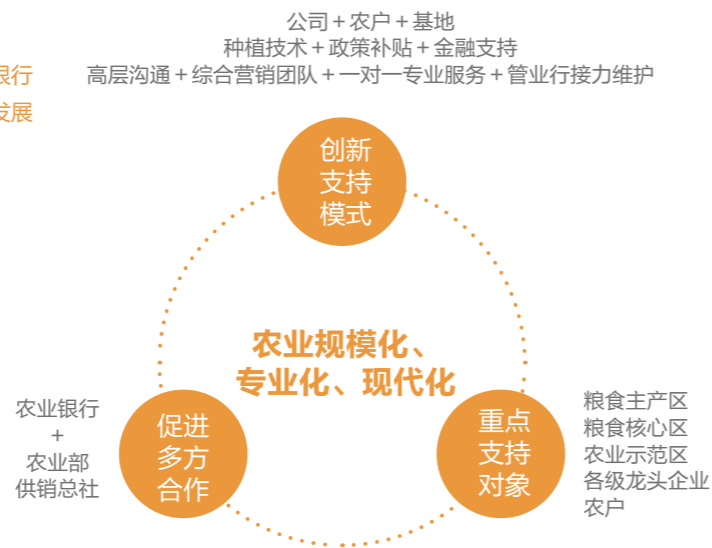 公司+农户+基地
种植技术+政策补贴+金融支持
高层沟通+综合营销团队+一对一专业服务+管业行接力维护
银行
发展
创新
支持
模式
农业规模化、
专业化、现代化
农业银行
+
农业部
供销总社
促进
多方
合作
重点
支持
对象
粮食主产区
粮食核心区
农业示范区
各级龙头企业
农户